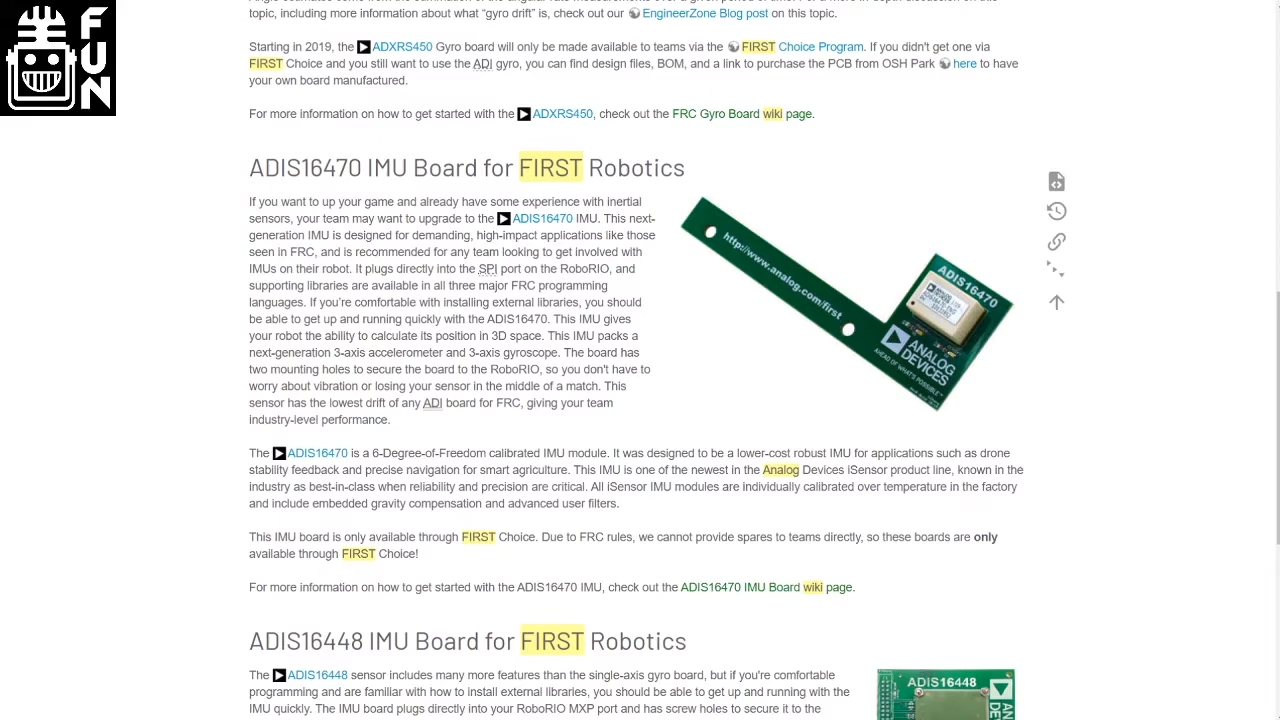 FUN
topic, including more information about what “gyro drift” is, check out our EngineerZone Blog post on this topic.
Starting in 2019, the ADXRS450 Gyro board will only be made available to teams via the FIRST Choice Program. If you didn't get one via
FIRST Choice and you still want to use the ADI gyro, you can find design files, BOM, and a link to purchase the PCB from OSH Park here to have
your own board manufactured.
For more information on how to get started with the ADXRS450, check out the FRC Gyro Board wiki page.
ADIS16470 IMU Board for FIRST Robotics
If you want to up your game and already have some experience with inertial
sensors, your team may want to upgrade to the ADIS16470 IMU. This next-
generation IMU is designed for demanding, high-impact applications like those
seen in FRC, and is recommended for any team looking to get involved with
IMUs on their robot. It plugs directly into the SPI port on the RoboRIO, and
supporting libraries are available in all three major FRC programming
languages. If you’re comfortable with installing external libraries, you should
be able to get up and running quickly with the ADIS16470. This IMU gives
your robot the ability to calculate its position in 3D space. This IMU packs a
next-generation 3-axis accelerometer and 3-axis gyroscope. The board has
two mounting holes to secure the board to the RoboRIO, so you don't have to
worry about vibration or losing your sensor in the middle of a match. This
sensor has the lowest drift of any ADI board for FRC, giving your team
industry-level performance.
http://www.analog.com/first
ADIS16470
ANALOG
DEVICES
AHEAD OF WHAT'S POSSIBLE™
The ADIS16470 is a 6-Degree-of-Freedom calibrated IMU module. It was designed to be a lower-cost robust IMU for applications such as drone
stability feedback and precise navigation for smart agriculture. This IMU is one of the newest in the Analog Devices iSensor product line, known in the
industry as best-in-class when reliability and precision are critical. All iSensor IMU modules are individually calibrated over temperature in the factory
and include embedded gravity compensation and advanced user filters.
This IMU board is only available through FIRST Choice. Due to FRC rules, we cannot provide spares to teams directly, so these boards are only
available through FIRST Choice!
For more information on how to get started with the ADIS16470 IMU, check out the ADIS16470 IMU Board wiki page.
ADIS16448 IMU Board for FIRST Robotics
The ADIS16448 sensor includes many more features than the single-axis gyro board, but if you're comfortable
programming and are familiar with how to install external libraries, you should be able to get up and running with the
IMU quickly. The IMU board plugs directly into your RoboRIO MXP port and has screw holes to secure it to the
ADIS16448